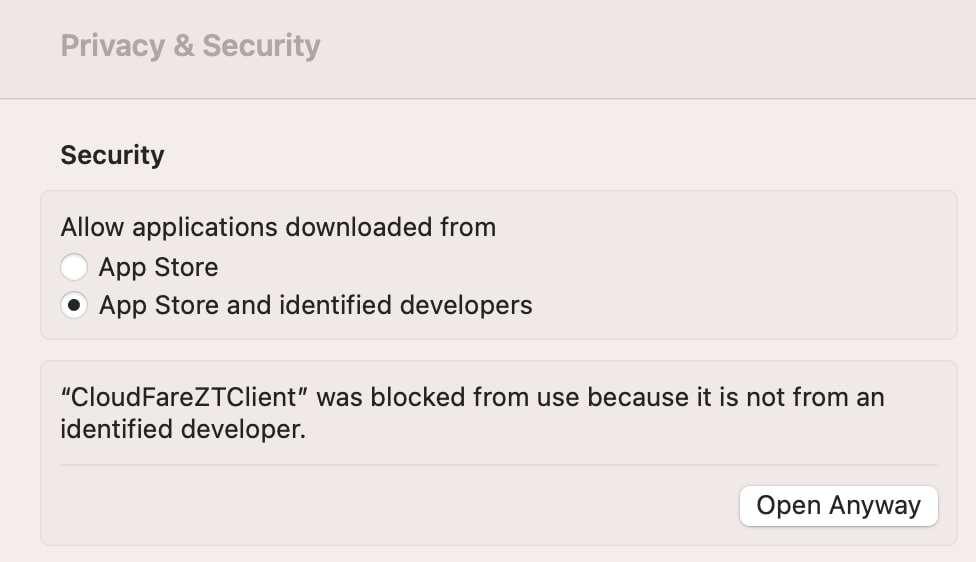 Privacy & Security
Security
Allow applications downloaded from
App Store
App Store and identified developers
“CloudFareZTClient” was blocked from use because it is not from an
identified developer.
Open Anyway